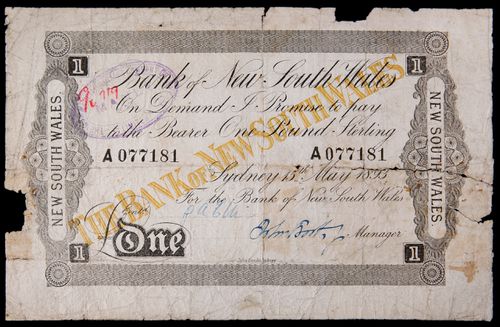 1
1
Bank of New South Wales
On Demand I Promise to pay
to the Bearer One Pound Sterling
A 077181
A 077181
Sydney 15th May 1895
For the Bank of New South Wales
Manager
£ One
THE BANK OF NEW SOUTH WALES
NEW SOUTH WALES.
NEW SOUTH WALES.
1
1